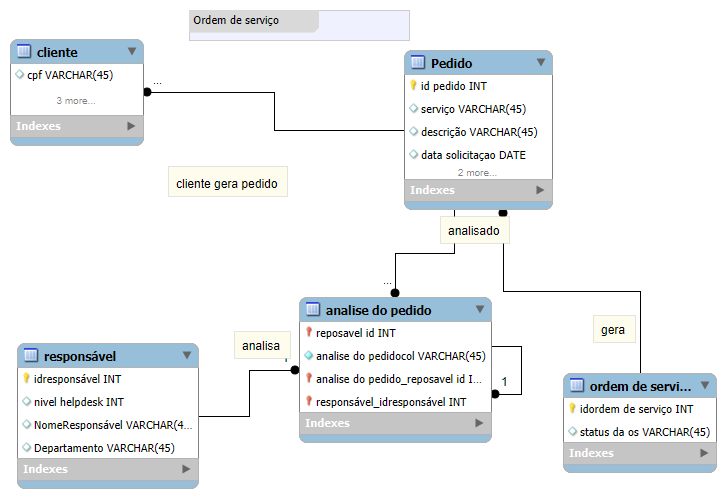 Ordem de serviço
cliente
cpf VARCHAR(45)
3 more...
Indexes
...
Pedido
id pedido INT
serviço VARCHAR(45)
descrição VARCHAR(45)
data solicitaçao DATE
2 more...
Indexes
cliente gera pedido
analisado
...
analise do pedido
reposavel id INT
analise do pedidocol VARCHAR(45)
analise do pedido_reposavel id I...
responsável_idresponsável INT
Indexes
1
analisa
responsável
idresponsável INT
nivel helpdesk INT
NomeResponsável VARCHAR(4...
Departamento VARCHAR(45)
Indexes
gera
ordem de servi...
idordem de serviço INT
status da os VARCHAR(45)
Indexes